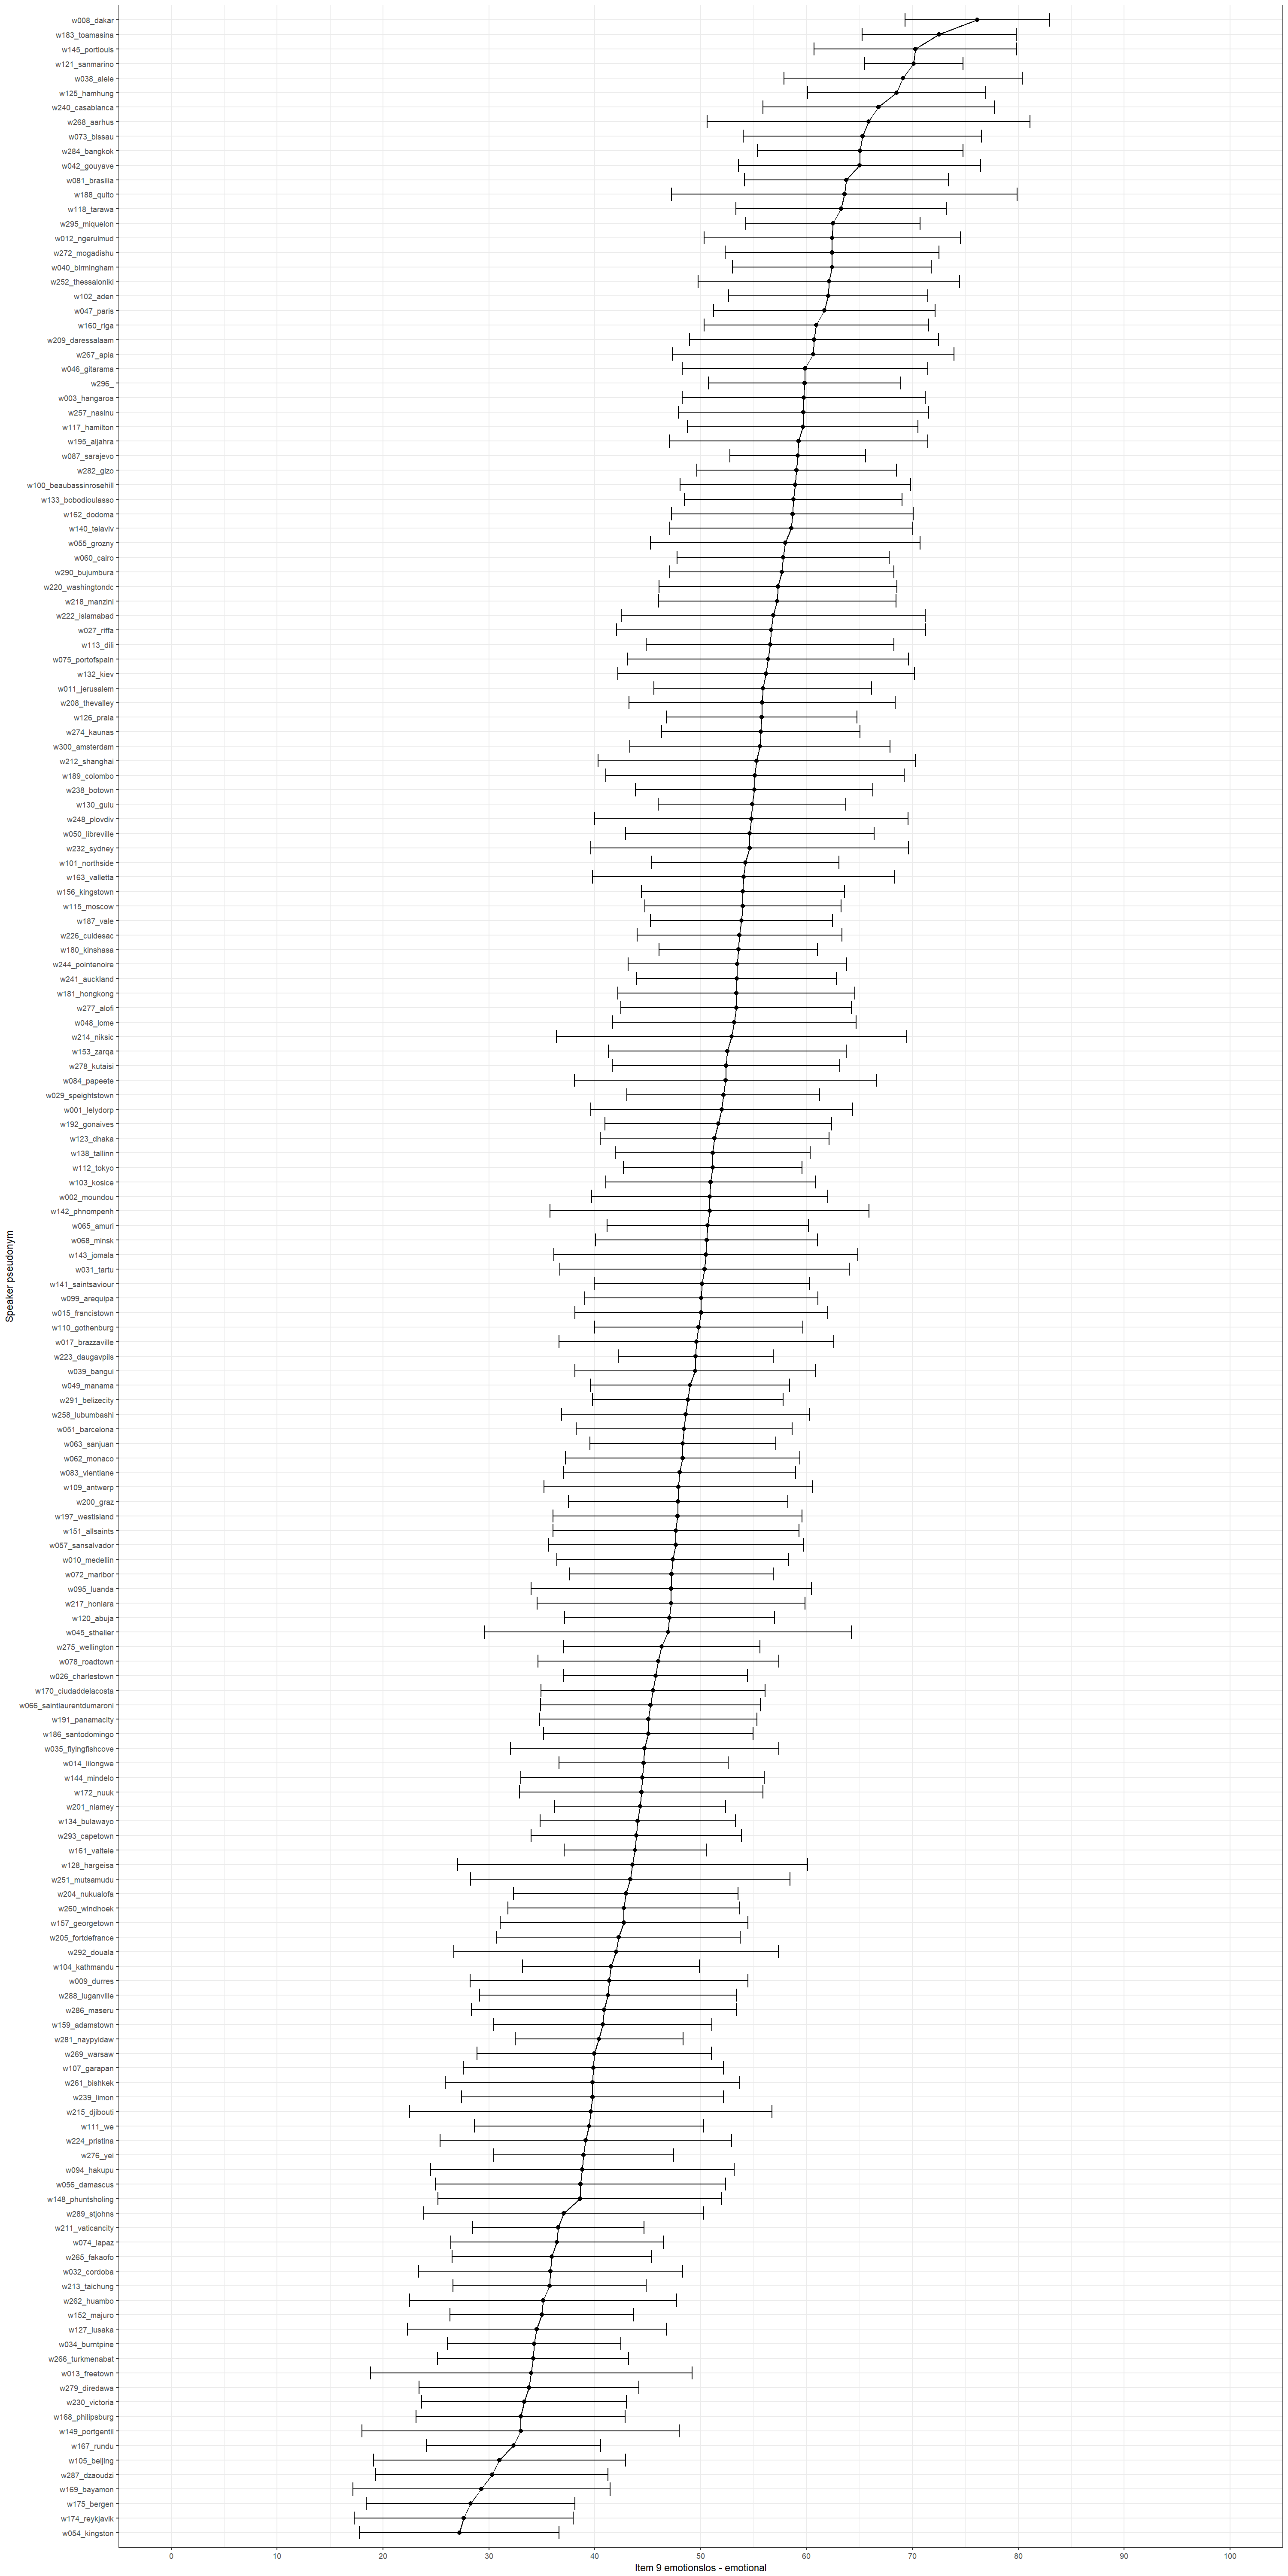 w008_dakar
w183_toamasina
w145_portlouis
w121_sanmarino
w038_alele
w125_hamhung
w240_casablanca
w268_aarhus
w073_bissau
w284_bangkok
w042_gouyave
w081_brasilia
w188_quito
w118_tarawa
w295_miquelon
w012_ngerulmud
w272_mogadishu
w040_birmingham
w252_thessaloniki
w102_aden
w047_paris
w160_riga
w209_daressalaam
w267_apia
w046_gitarama
w296_
w003_hangaroa
w257_nasinu
w117_hamilton
w195_aljahra
w087_sarajevo
w282_gizo
w100_beaubassinrosehill
w133_bobodioulasso
w162_dodoma
w140_telaviv
w055_grozny
w060_cairo
w290_bujumbura
w220_washingtondc
w218_manzini
w222_islamabad
w027_riffa
w113_dili
w075_portofspain
w132_kiev
w011_jerusalem
w208_thevalley
w126_praia
w274_kaunas
w300_amsterdam
w212_shanghai
w189_colombo
w238_botown
w130_gulu
w248_plovdiv
w050_libreville
w232_sydney
w101_northside
w163_valletta
w156_kingstown
w115_moscow
w187_vale
w226_culdesac
w180_kinshasa
w244_pointenoire
w241_auckland
w181_hongkong
w277_alofi
w048_lome
w214_niksic
w153_zarqa
w278_kutaisi
w084_papeete
w029_speightstown
w001_lelydorp
w192_gonaives
w123_dhaka
w138_tallinn
w112_tokyo
w103_kosice
w002_moundou
w142_phnompenh
w065_amuri
w068_minsk
w143_jomala
w031_tartu
w141_saintsaviour
w099_arequipa
w015_francistown
w110_gothenburg
w017_brazzaville
w223_daugavpils
w039_bangui
w049_manama
w291_belizecity
w258_lubumbashi
w051_barcelona
w063_sanjuan
w062_monaco
w083_vientiane
w109_antwerp
w200_graz
w197_westisland
w151_allsaints
w057_sansalvador
w010_medellin
w072_maribor
w095_luanda
w217_honiara
w120_abuja
w045_sthelier
w275_wellington
w078_roadtown
w026_charlestown
w170_ciudaddelacosta
w066_saintlaurentdumaroni
w191_panamacity
w186_santodomingo
w035_flyingfishcove
w014_lilongwe
w144_mindelo
w172_nuuk
w201_niamey
w134_bulawayo
w293_capetown
w161_vaitele
w128_hargeisa
w251_mutsamudu
w204_nukualofa
w260_windhoek
w157_georgetown
w205_fortdefrance
w292_douala
w104_kathmandu
w009_durres
w288_luganville
w286_maseru
w159_adamstown
w281_naypyidaw
w269_warsaw
w107_garapan
w261_bishkek
w239_limon
w215_djibouti
w111_we
w224_pristina
w276_yei
w094_hakupu
w056_damascus
w148_phuntsholing
w289_stjohns
w211_vaticancity
w074_lapaz
w265_fakaofo
w032_cordoba
w213_taichung
w262_huambo
w152_majuro
w127_lusaka
w034_burntpine
w266_turkmenabat
w013_freetown
w279_diredawa
w230_victoria
w168_philipsburg
w149_portgentil
w167_rundu
w105_beijing
w287_dzaoudzi
w169_bayamon
w175_bergen
w174_reykjavik
w054_kingston
Speaker pseudonym
0 10 20 30 40 50 60 70 80 90 100
Item 9 emotionslos - emotional